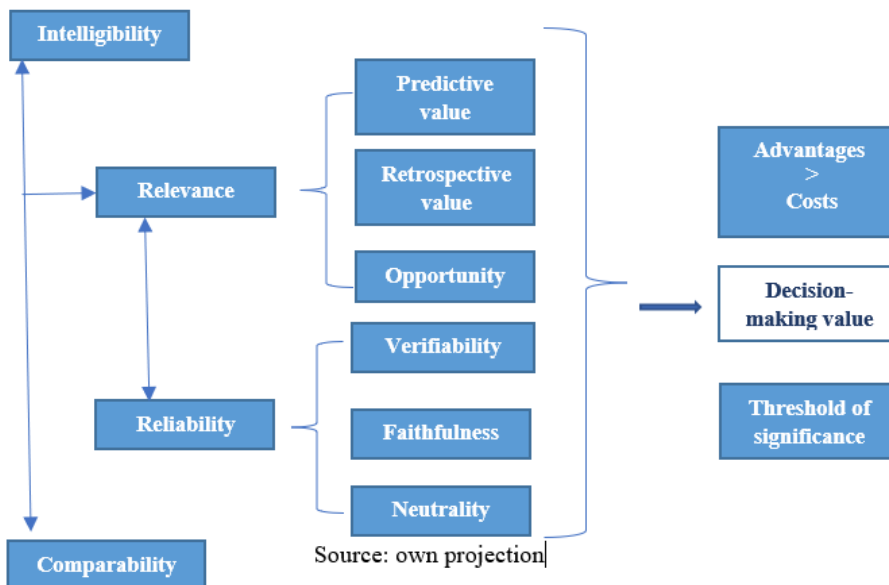 Intelligibility
Predictive
value
Relevance
Retrospective
value
Opportunity
Verifiability
Reliability
Faithfulness
Neutrality
Comparability
Source: own projection
Advantages
>
Costs
Decision-
making value
Threshold of
significance